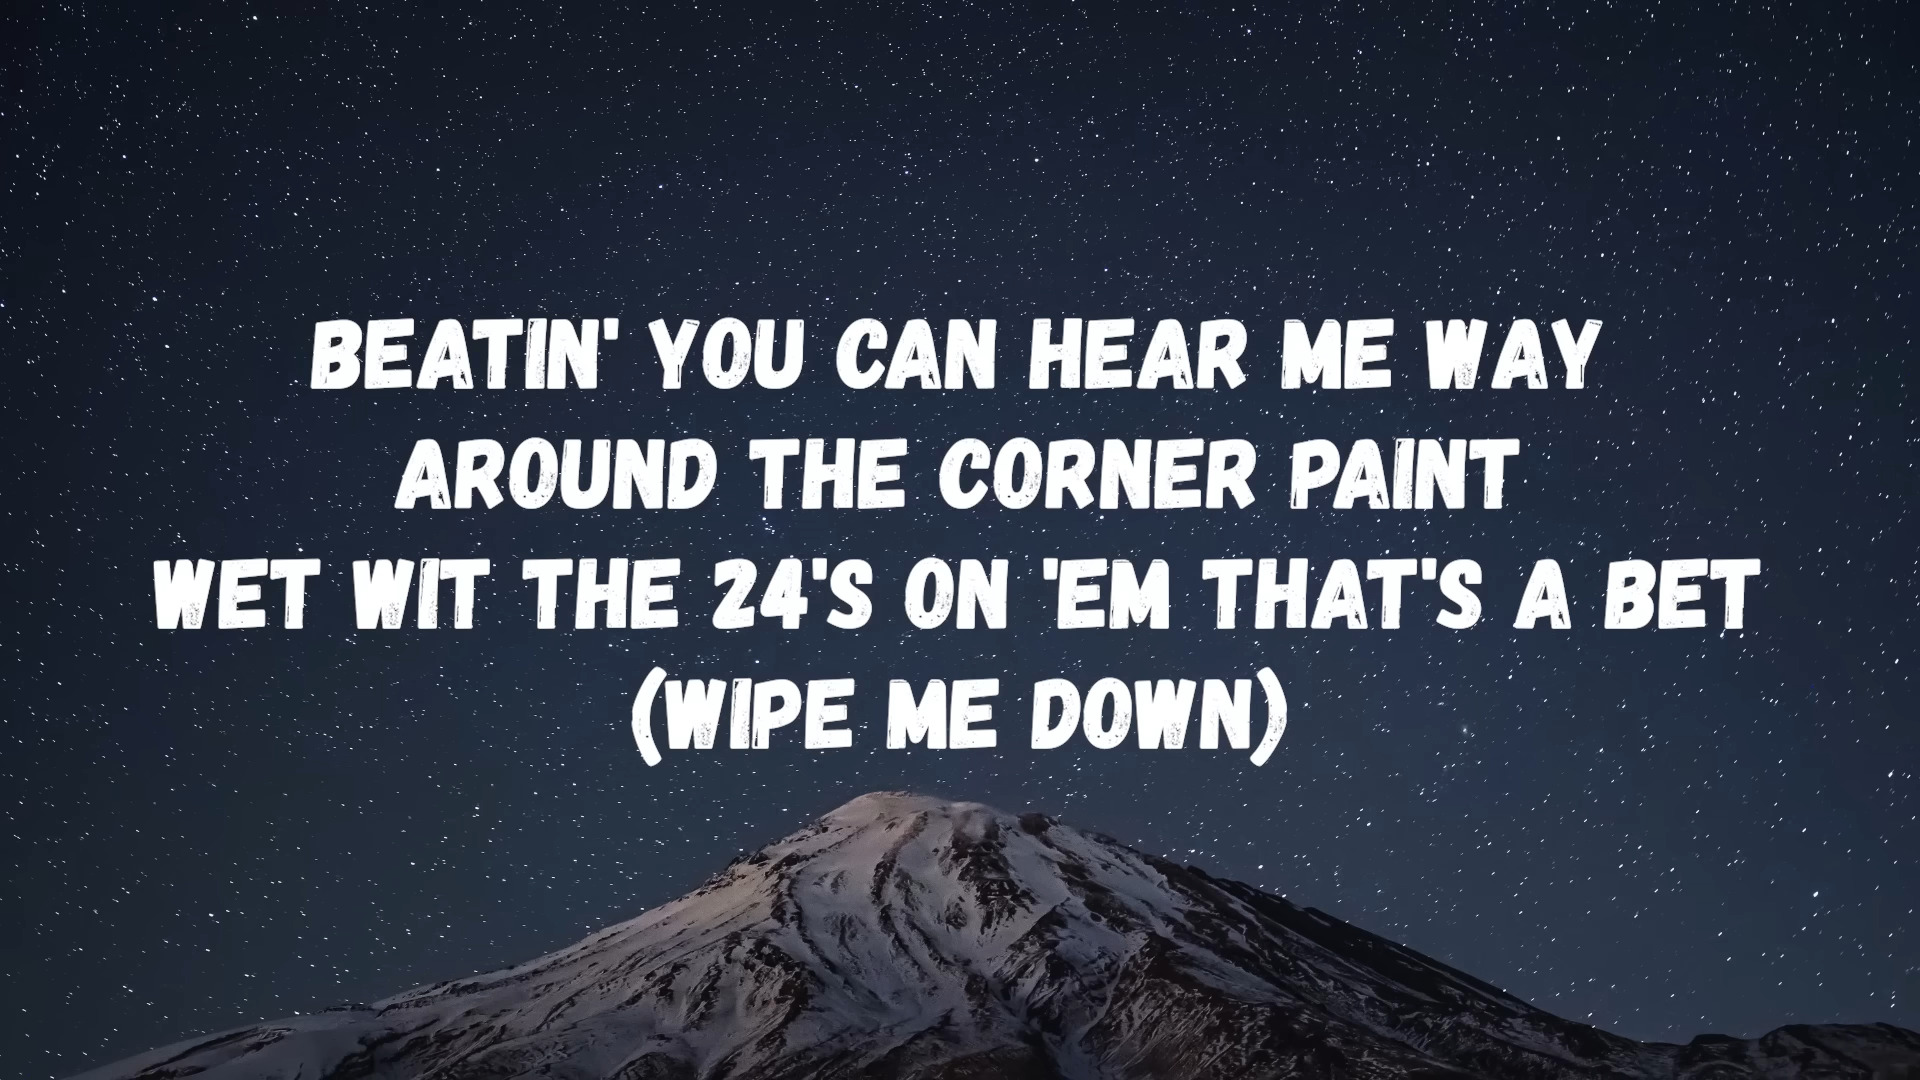 BEATIN' YOU CAN HEAR ME WAY
AROUND THE CORNER PAINT
WET WIT THE 24'S ON 'EM THAT'S A BET
(WIPE ME DOWN)